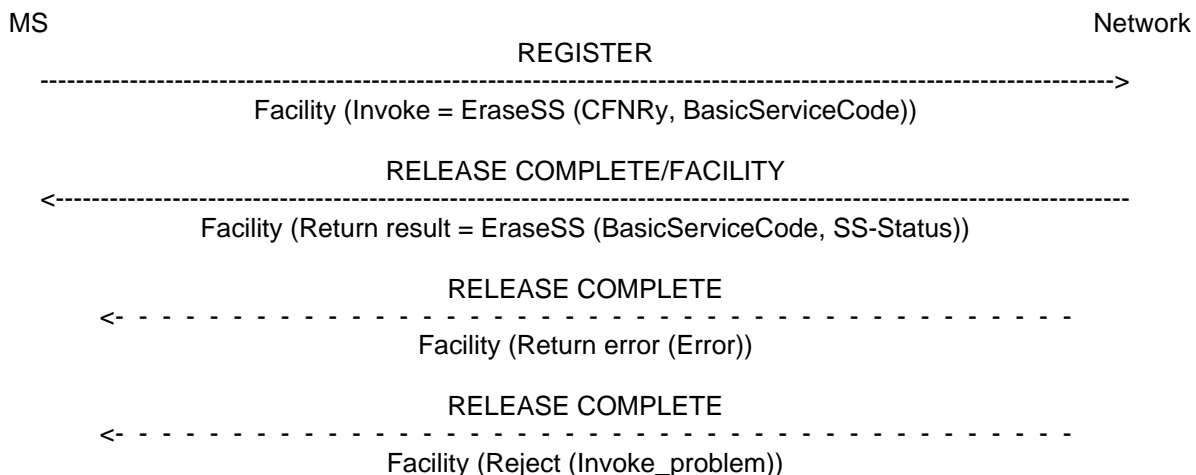 MS Network
REGISTER
------------------------------------------------------------------------------------------------------------------------>
Facility (Invoke = EraseSS (CFNRy, BasicServiceCode))
RELEASE COMPLETE/FACILITY
<------------------------------------------------------------------------------------------------------------------------
Facility (Return result = EraseSS (BasicServiceCode, SS-Status))
RELEASE COMPLETE
<- - - - - - - - - - - - - - - - - - - - - - - - - - - - - - - - - - - - - - - - -
Facility (Return error (Error))
RELEASE COMPLETE
<- - - - - - - - - - - - - - - - - - - - - - - - - - - - - - - - - - - - - - - - -
Facility (Reject (Invoke_problem))